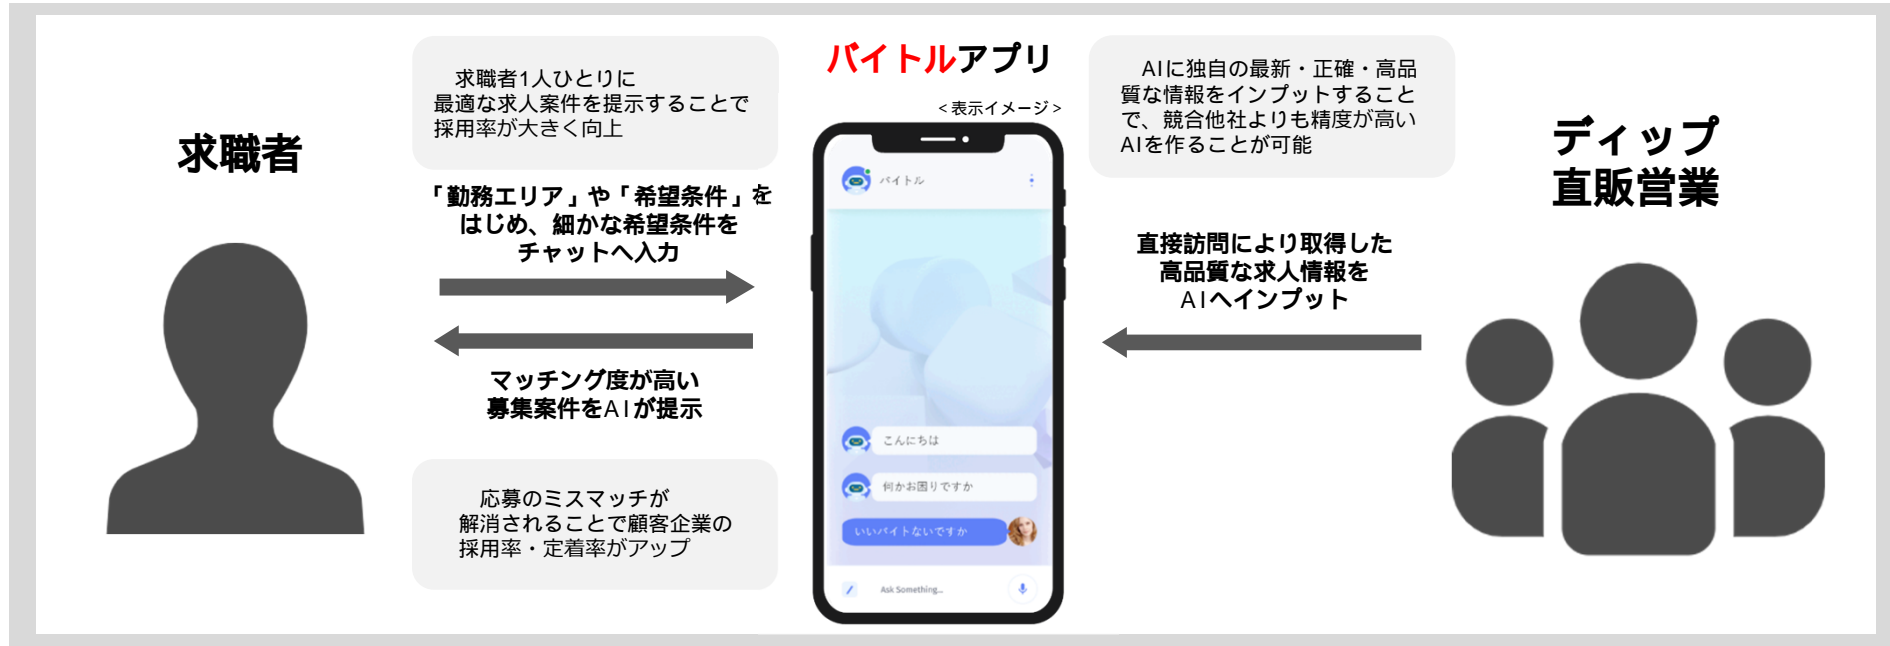 求職者
求職者1人ひとりに
最適な求人案件を提示することで
採用率が大きく向上
「勤務エリア」や「希望条件」を
はじめ、細かな希望条件を
チャットへ入力
マッチング度が高い
募集案件をAIが提示
応募のミスマッチが
解消されることで顧客企業の
採用率・定着率がアップ
バイトルアプリ
<表示イメージ>
バイトル
こんにちは
何かお困りですか
いいバイトないですか
Ask Something...
AIに独自の最新・正確・高品
質な情報をインプットすること
で、競合他社よりも精度が高い
AIを作ることが可能
直接訪問により取得した
高品質な求人情報を
AIへインプット
ディップ
直販営業